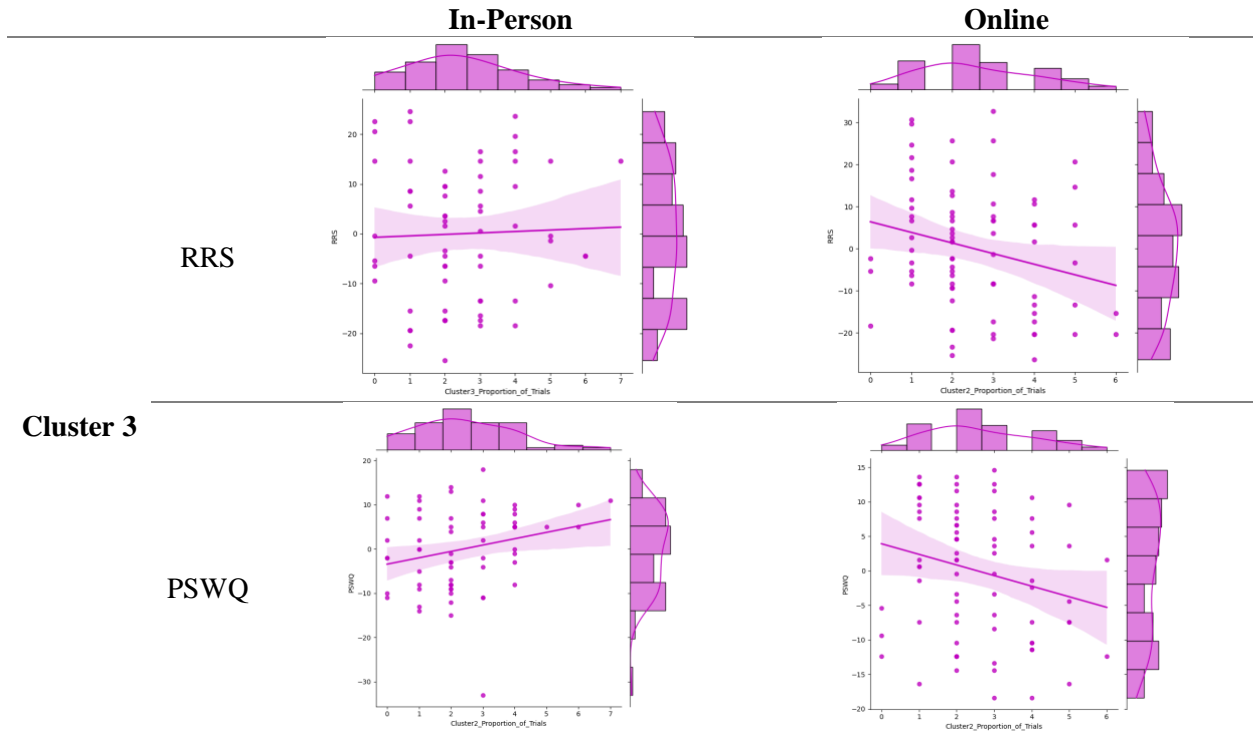 In-Person Online
RRS
20
10
0
−10
−20
RRS
0 1 2 3 4 5 6 7
Cluster3_Proportion_of_Trials
30
20
10
0
−10
−20
RRS
0 1 2 3 4 5 6
Cluster2_Proportion_of_Trials
Cluster 3
PSWQ
20
10
0
−10
−20
−30
PSWQ
0 1 2 3 4 5 6 7
Cluster2_Proportion_of_Trials
15
10
5
0
−5
−10
−15
−20
PSWQ
0 1 2 3 4 5 6
Cluster2_Proportion_of_Trials